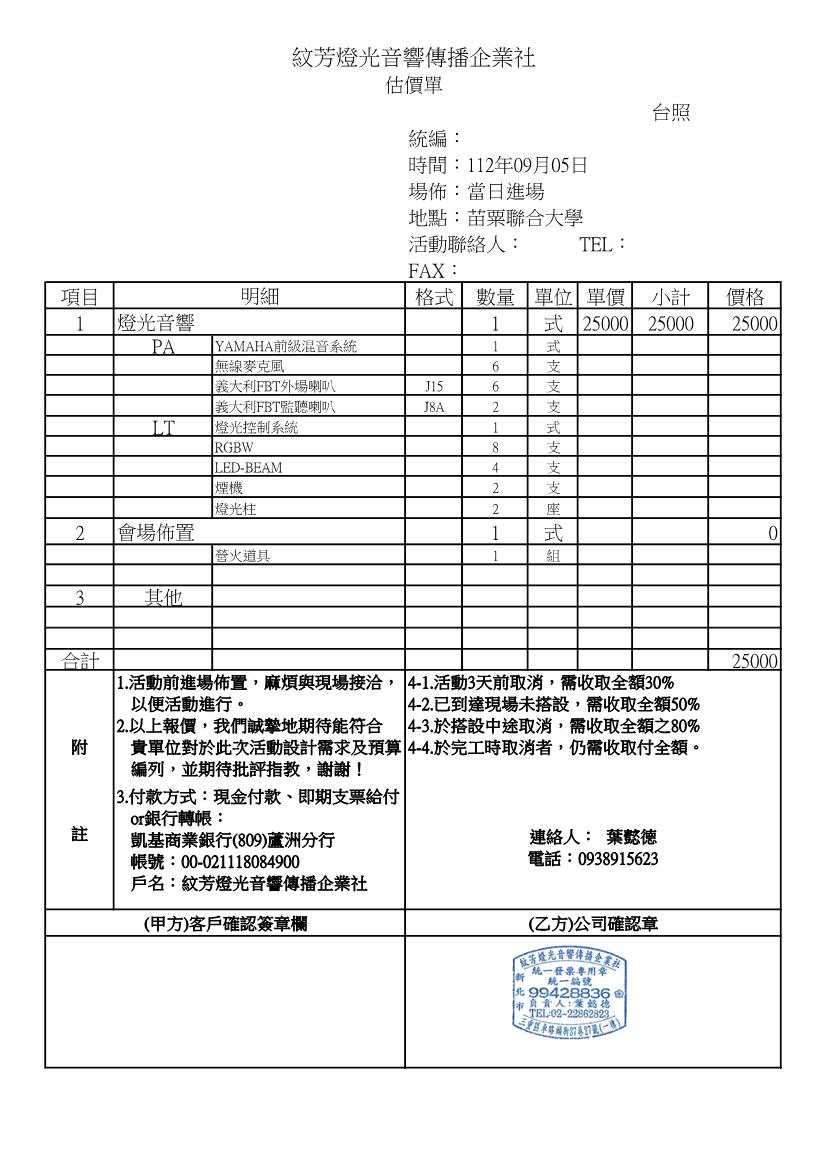 紋芳燈光音響傳播企業社
估價單
台照
統編：
時間：112年09月05日
場佈：當日進場
地點：苗粟聯合大學
活動聯絡人： TEL：
FAX：
項目 明細 格式 數量 單位 單價 小計 價格
1 燈光音響 1 式 25000 25000 25000
PA YAMAHA前級混音系統 1 式
無線麥克風 6 支
義大利FBT外場喇叭 J15 6 支
義大利FBT監聽喇叭 J8A 2 支
LT 燈光控制系統 1 式
RGBW 8 支
LED-BEAM 4 支
煙機 2 支
燈光柱 2 座
2 會場佈置 1 式 0
營火道具 1 組
3 其他
合計 25000
附註
1.活動前進場佈置，麻煩與現場接洽，
以便活動進行。
2.以上報價，我們誠摯地期待能符合
貴單位對於此次活動設計需求及預算
編列，並期待批評指教，謝謝！
3.付款方式：現金付款、即期支票給付
or銀行轉帳：
凱基商業銀行(809)蘆洲分行
帳號：00-021118084900
戶名：紋芳燈光音響傳播企業社
4-1.活動3天前取消，需收取全額30%
4-2.已到達現場未搭設，需收取全額50%
4-3.於搭設中途取消，需收取全額之80%
4-4.於完工時取消者，仍需收取付全額。
連絡人： 葉懿德
電話：0938915623
(甲方)客戶確認簽章欄 (乙方)公司確認章
紋芳燈光音響傳播企業社
統一發票專用章
統一編號
新北市
99428836
負責人：葉懿德
TEL:02-22862823
三重區車路頭街37巷27號(一樓)